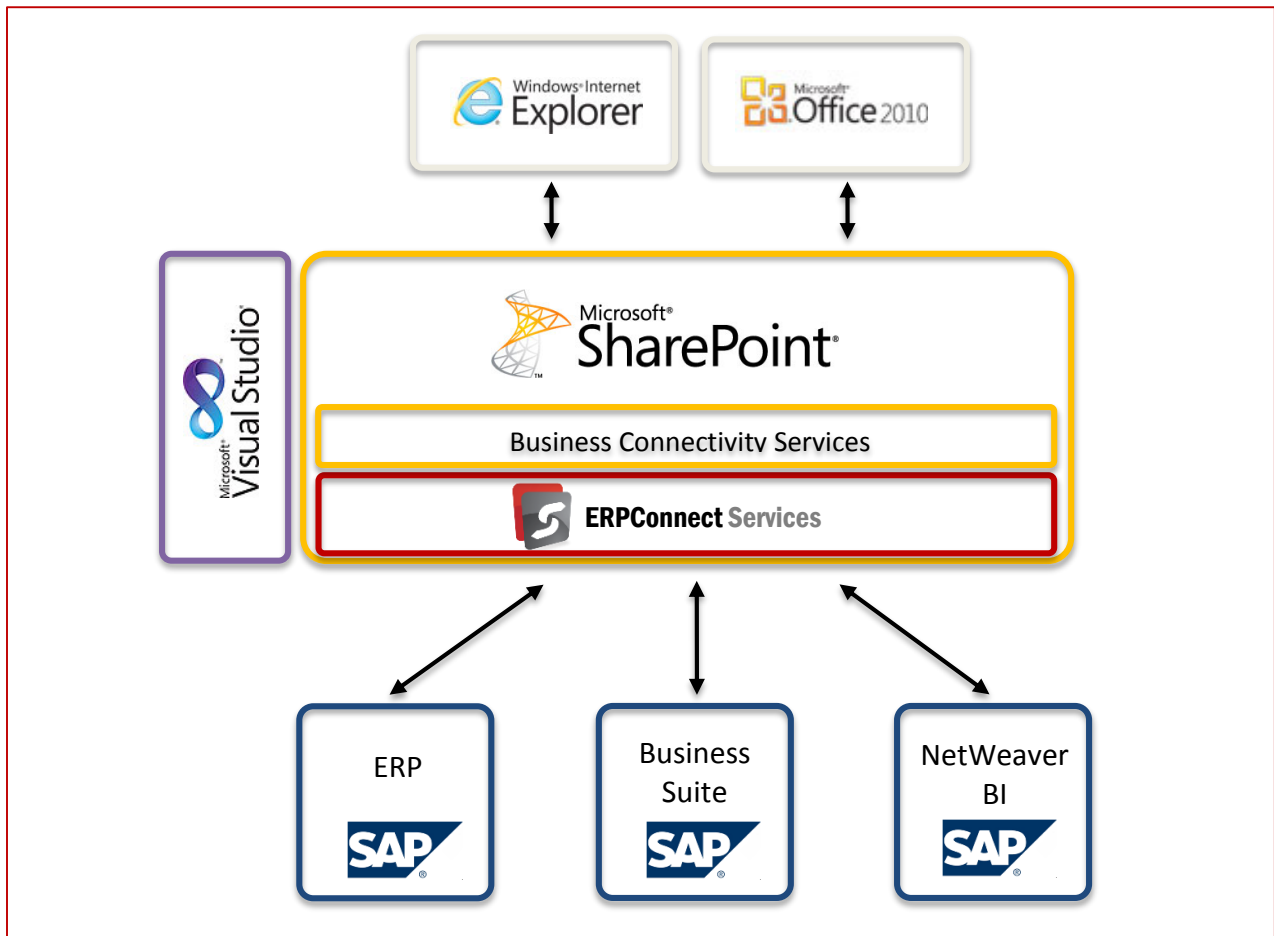 Windows® Internet
Explorer
Microsoft®
Office 2010
Microsoft®
Visual Studio®
Microsoft®
SharePoint®
™
Business Connectivity Services
ERPConnect Services
ERP
SAP®
Business
Suite
SAP®
NetWeaver
BI
SAP®